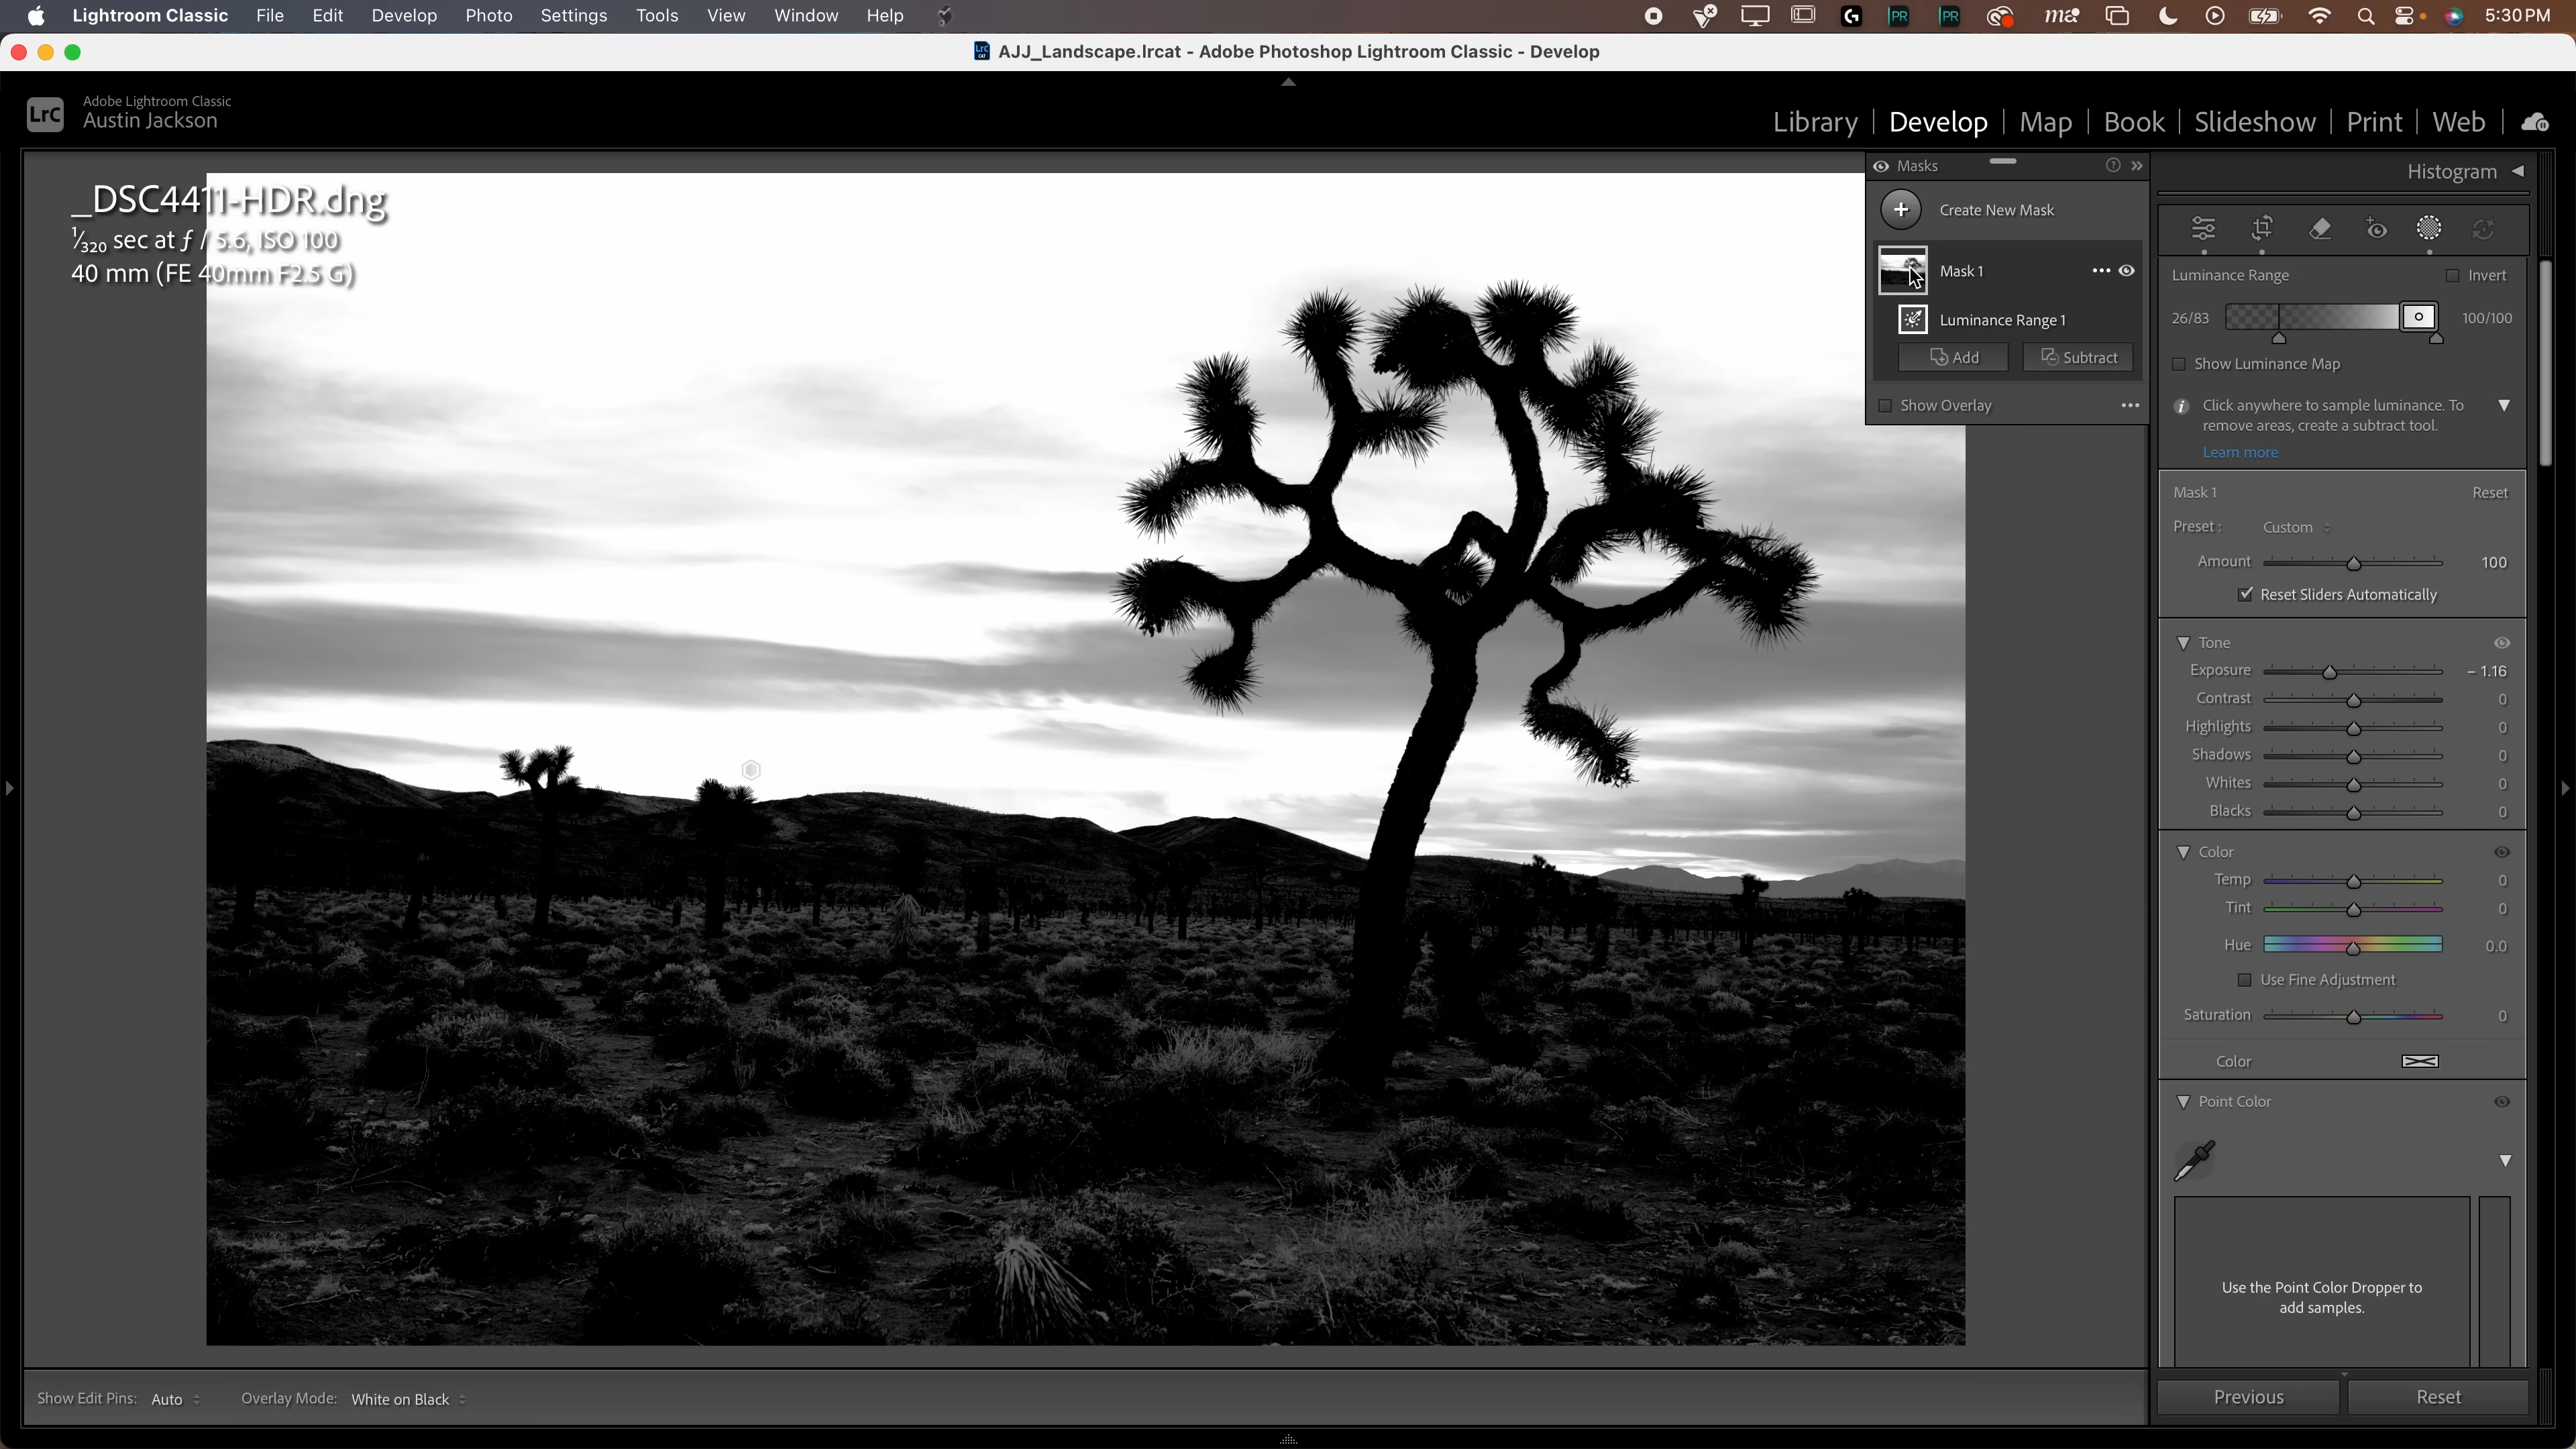 Lightroom Classic File Edit Develop Photo Settings Tools View Window Help PR PR 5:30 PM
LrC CAT AJJ_Landscape.lrcat - Adobe Photoshop Lightroom Classic - Develop
LrC Adobe Lightroom Classic
Austin Jackson
Library | Develop | Map | Book | Slideshow | Print | Web |
_DSC4411-HDR.dng
1/320 sec at ƒ / 5.6, ISO 100
40 mm (FE 40mm F2.5 G)
Masks
Create New Mask
Mask 1
Luminance Range 1
Add Subtract
Show Overlay
Histogram
Luminance Range Invert
26/83 100/100
Show Luminance Map
Click anywhere to sample luminance. To
remove areas, create a subtract tool.
Learn more
Mask 1 Reset
Preset : Custom
Amount 100
Reset Sliders Automatically
Tone
Exposure – 1.16
Contrast 0
Highlights 0
Shadows 0
Whites 0
Blacks 0
Color
Temp 0
Tint 0
Hue 0.0
Use Fine Adjustment
Saturation 0
Color
Point Color
Use the Point Color Dropper to
add samples.
Show Edit Pins: Auto Overlay Mode: White on Black
Previous Reset